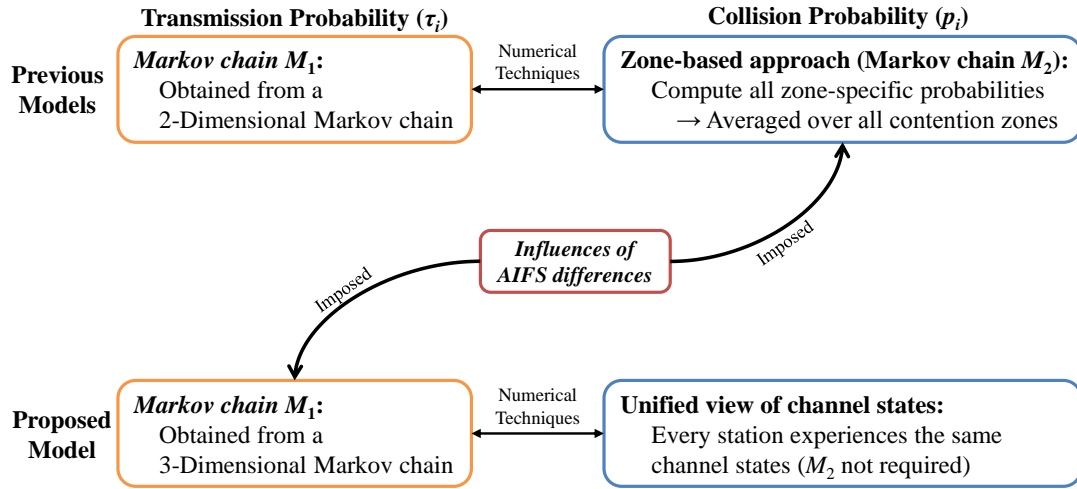 Transmission Probability (τi)
Collision Probability (pi)
Previous
Models
Markov chain M1:
Obtained from a
2-Dimensional Markov chain
Numerical
Techniques
Zone-based approach (Markov chain M2):
Compute all zone-specific probabilities
→ Averaged over all contention zones
Influences of
AIFS differences
Imposed
Imposed
Proposed
Model
Markov chain M1:
Obtained from a
3-Dimensional Markov chain
Numerical
Techniques
Unified view of channel states:
Every station experiences the same
channel states (M2 not required)